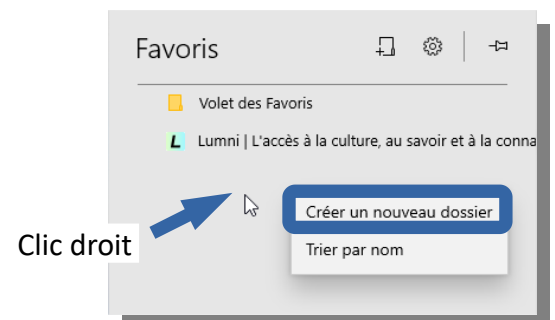 Favoris
Volet des Favoris
L Lumni | L'accès à la culture, au savoir et à la conna
Créer un nouveau dossier
Clic droit
Trier par nom